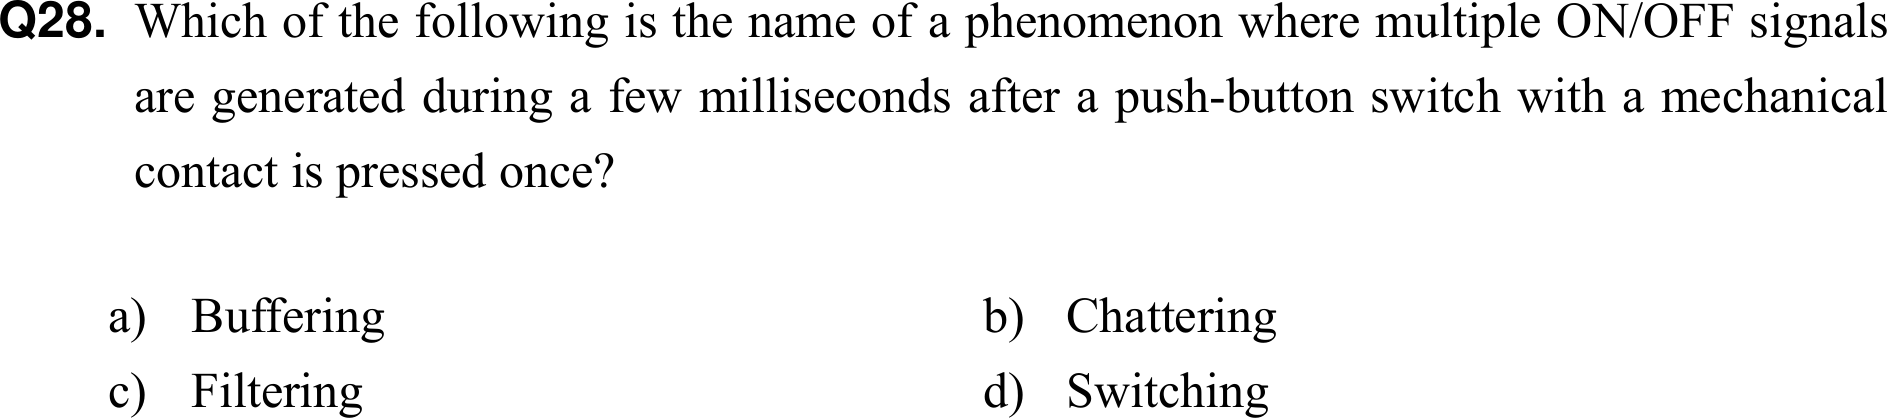 Q28. Which of the following is the name of a phenomenon where multiple ON/OFF signals
are generated during a few milliseconds after a push-button switch with a mechanical
contact is pressed once?
a) Buffering b) Chattering
c) Filtering d) Switching